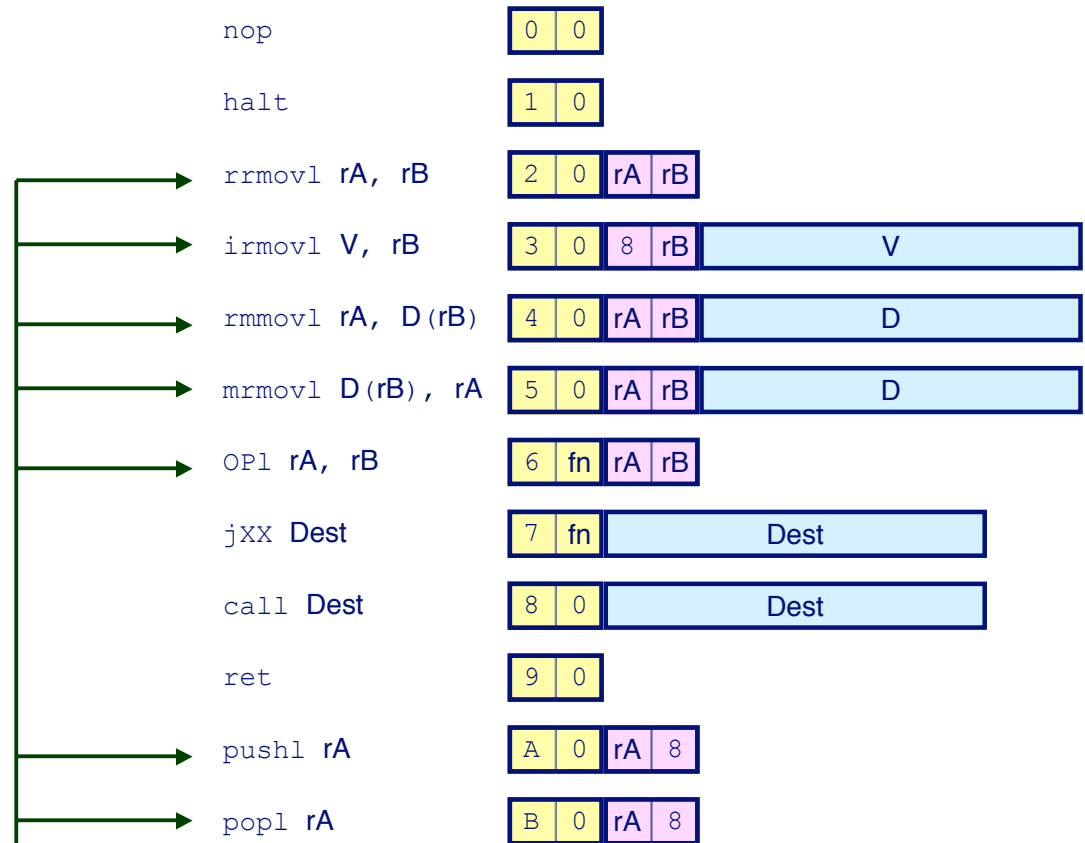 nop 0 0
halt 1 0
rrmovl rA, rB 2 0 rA rB
irmovl V, rB 3 0 8 rB V
rmmovl rA, D(rB) 4 0 rA rB D
mrmovl D(rB), rA 5 0 rA rB D
OPl rA, rB 6 fn rA rB
jXX Dest 7 fn Dest
call Dest 8 0 Dest
ret 9 0
pushl rA A 0 rA 8
popl rA B 0 rA 8